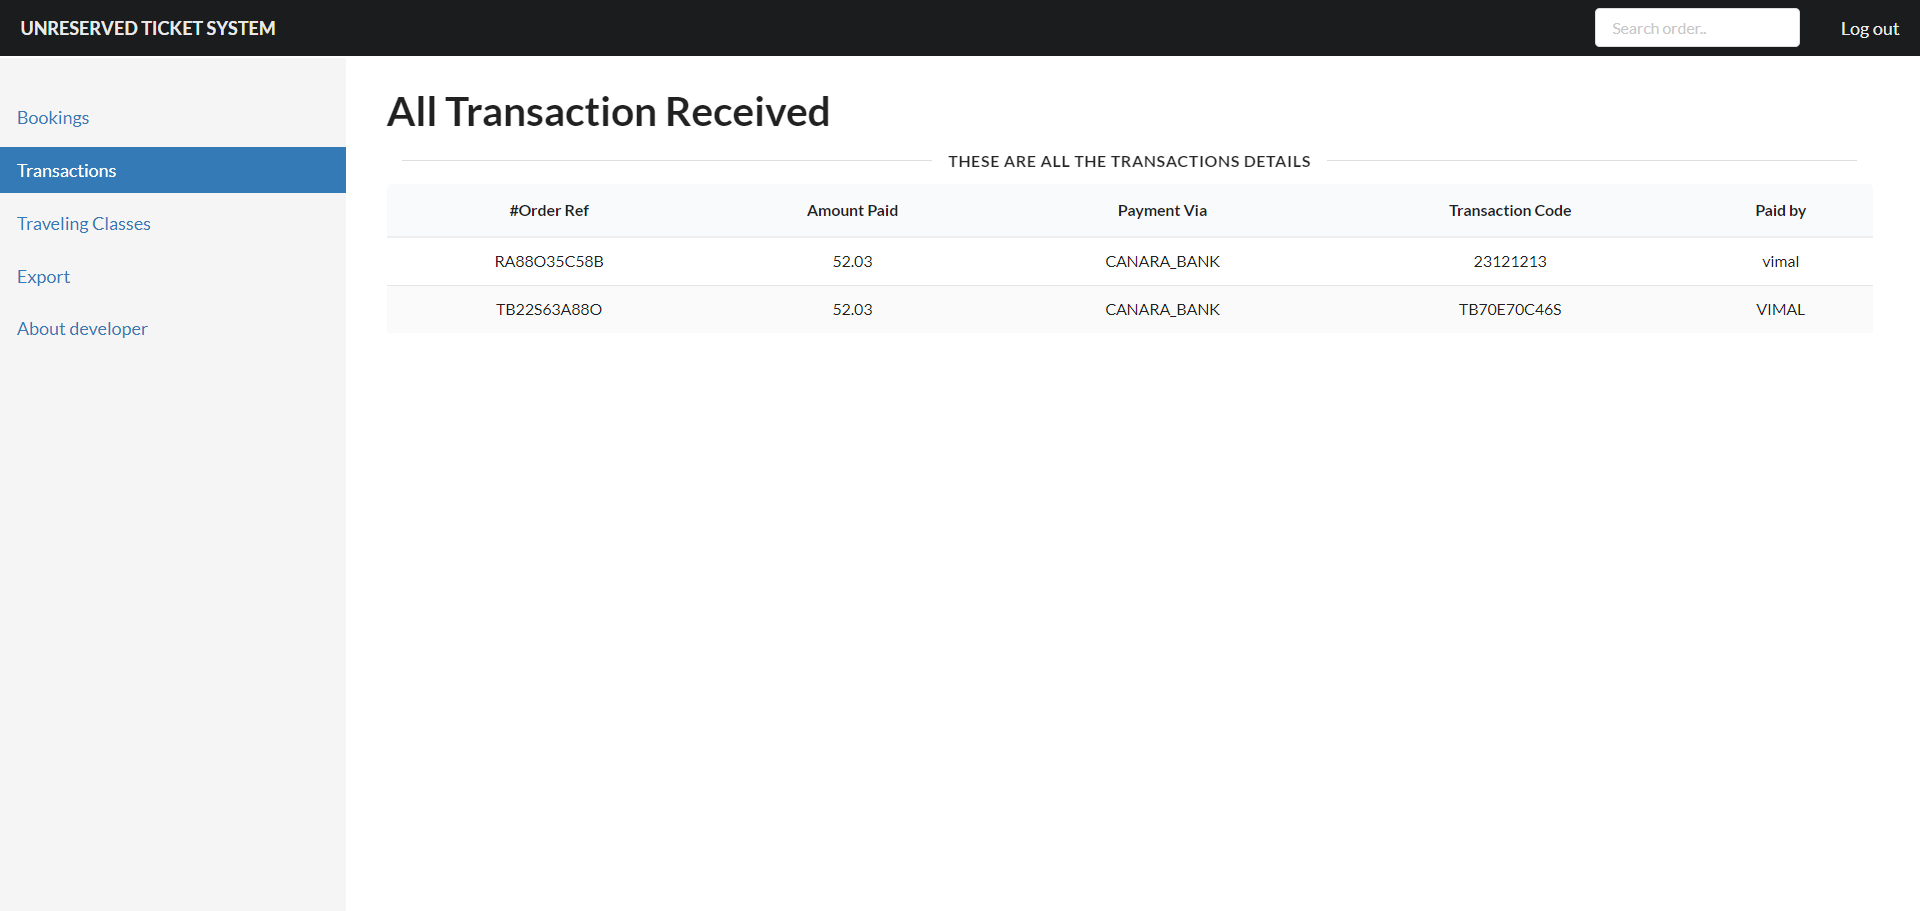 UNRESERVED TICKET SYSTEM
Search order..
Log out
Bookings
Transactions
Traveling Classes
Export
About developer
All Transaction Received
THESE ARE ALL THE TRANSACTIONS DETAILS
#Order Ref Amount Paid Payment Via Transaction Code Paid by
RA88O35C58B 52.03 CANARA_BANK 23121213 vimal
TB22S63A88O 52.03 CANARA_BANK TB70E70C46S VIMAL